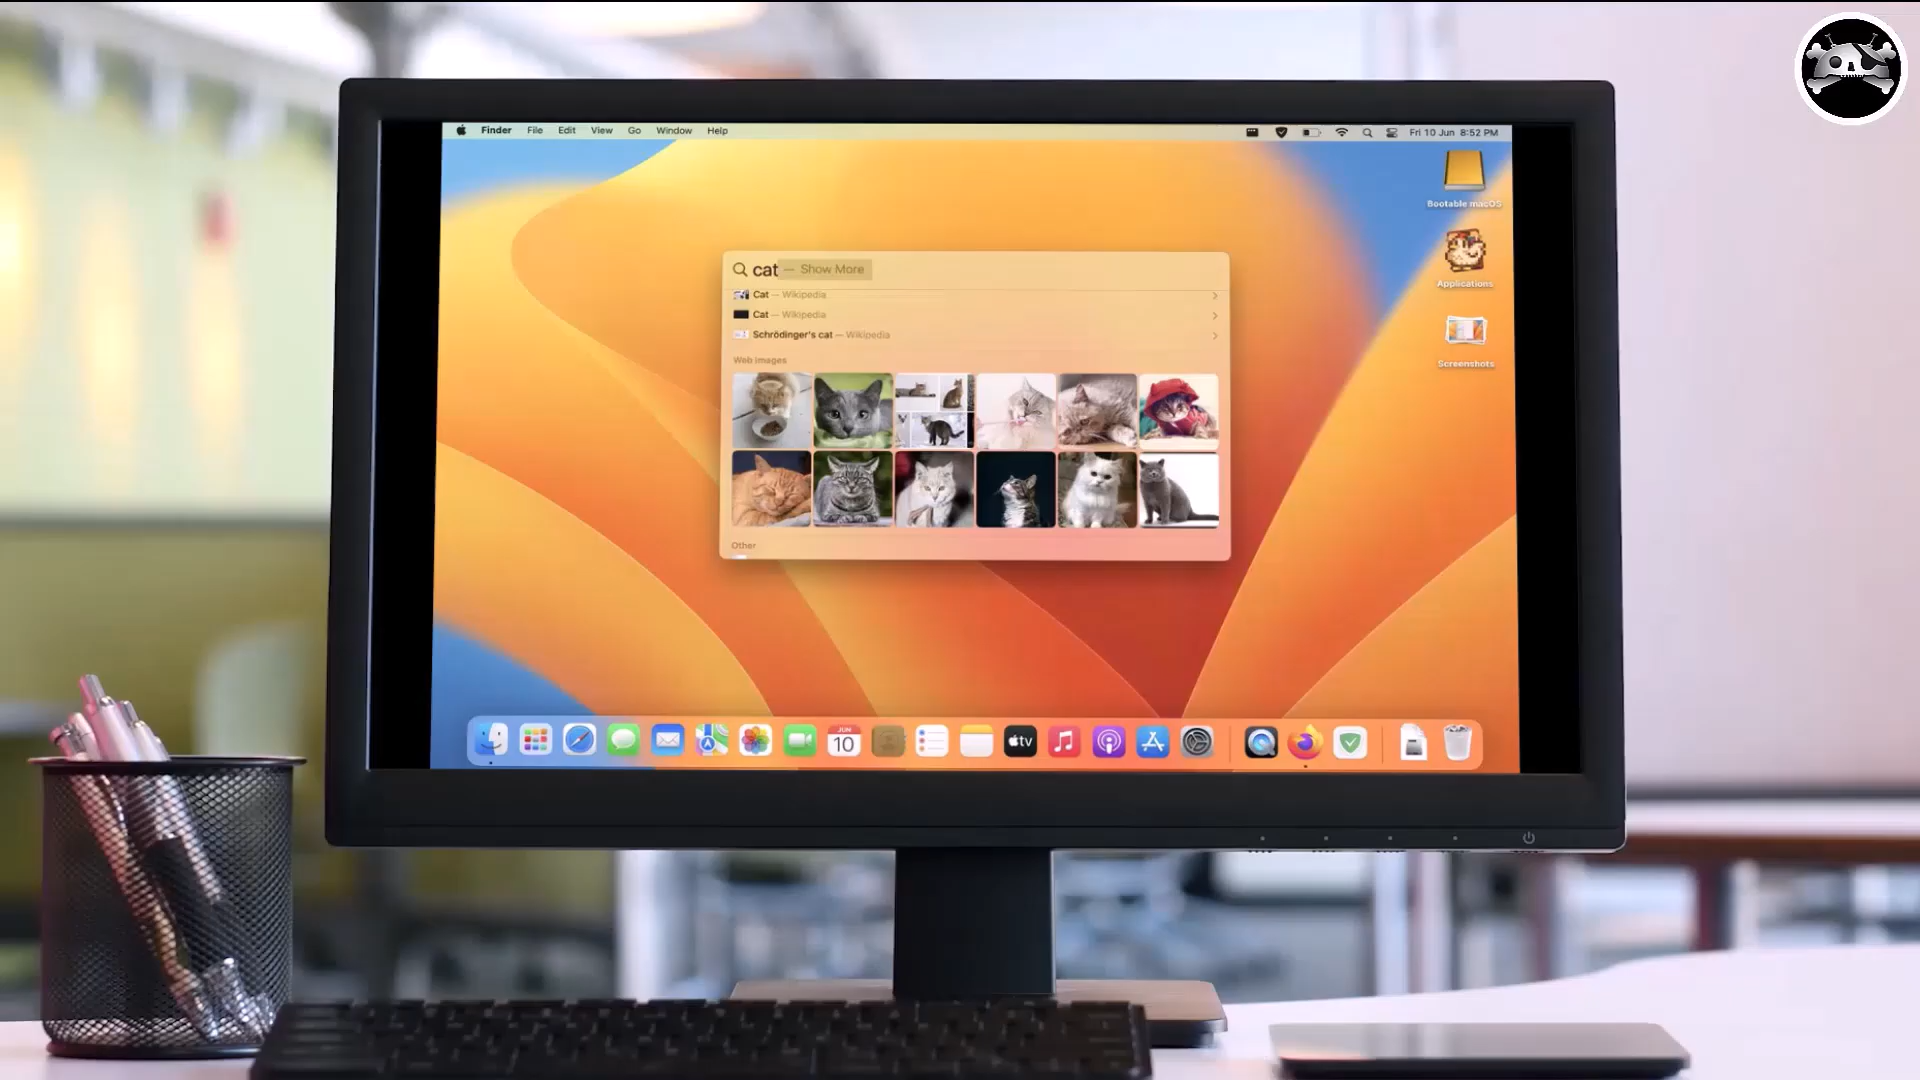 Finder File Edit View Go Window Help
Fri 10 Jun 8:52 PM
Bootable macOS
cat — Show More
Applications
Cat — Wikipedia
Cat — Wikipedia
Schrödinger's cat — Wikipedia
Web Images
Screenshots
Other
JUN
10
tv